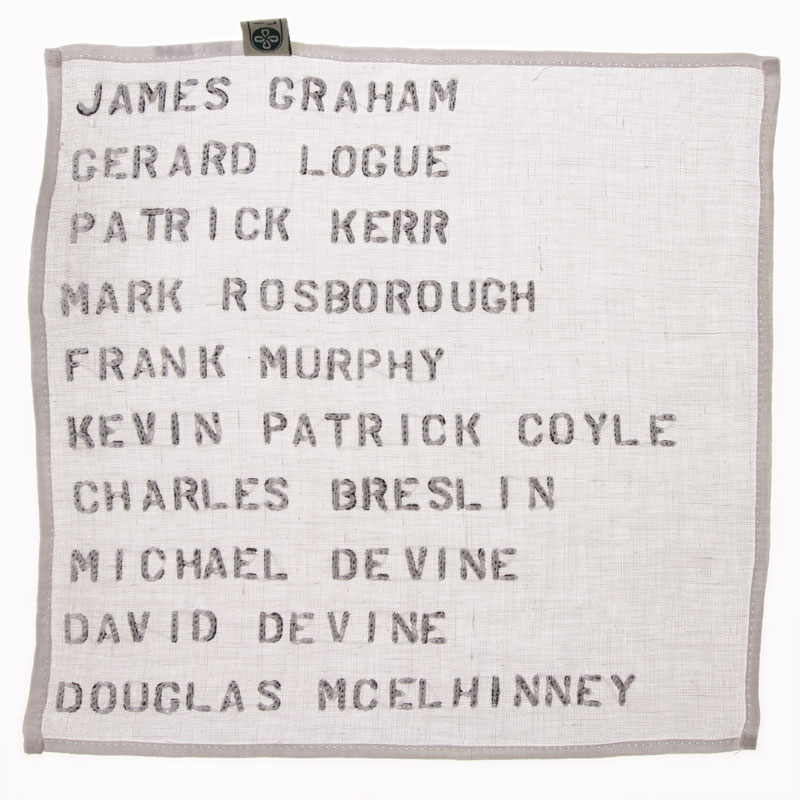 JAMES GRAHAM
GERARD LOGUE
PATRICK KERR
MARK ROSBOROUGH
FRANK MURPHY
KEVIN PATRICK COYLE
CHARLES BRESLIN
MICHAEL DEVINE
DAVID DEVINE
DOUGLAS MCELHINNEY